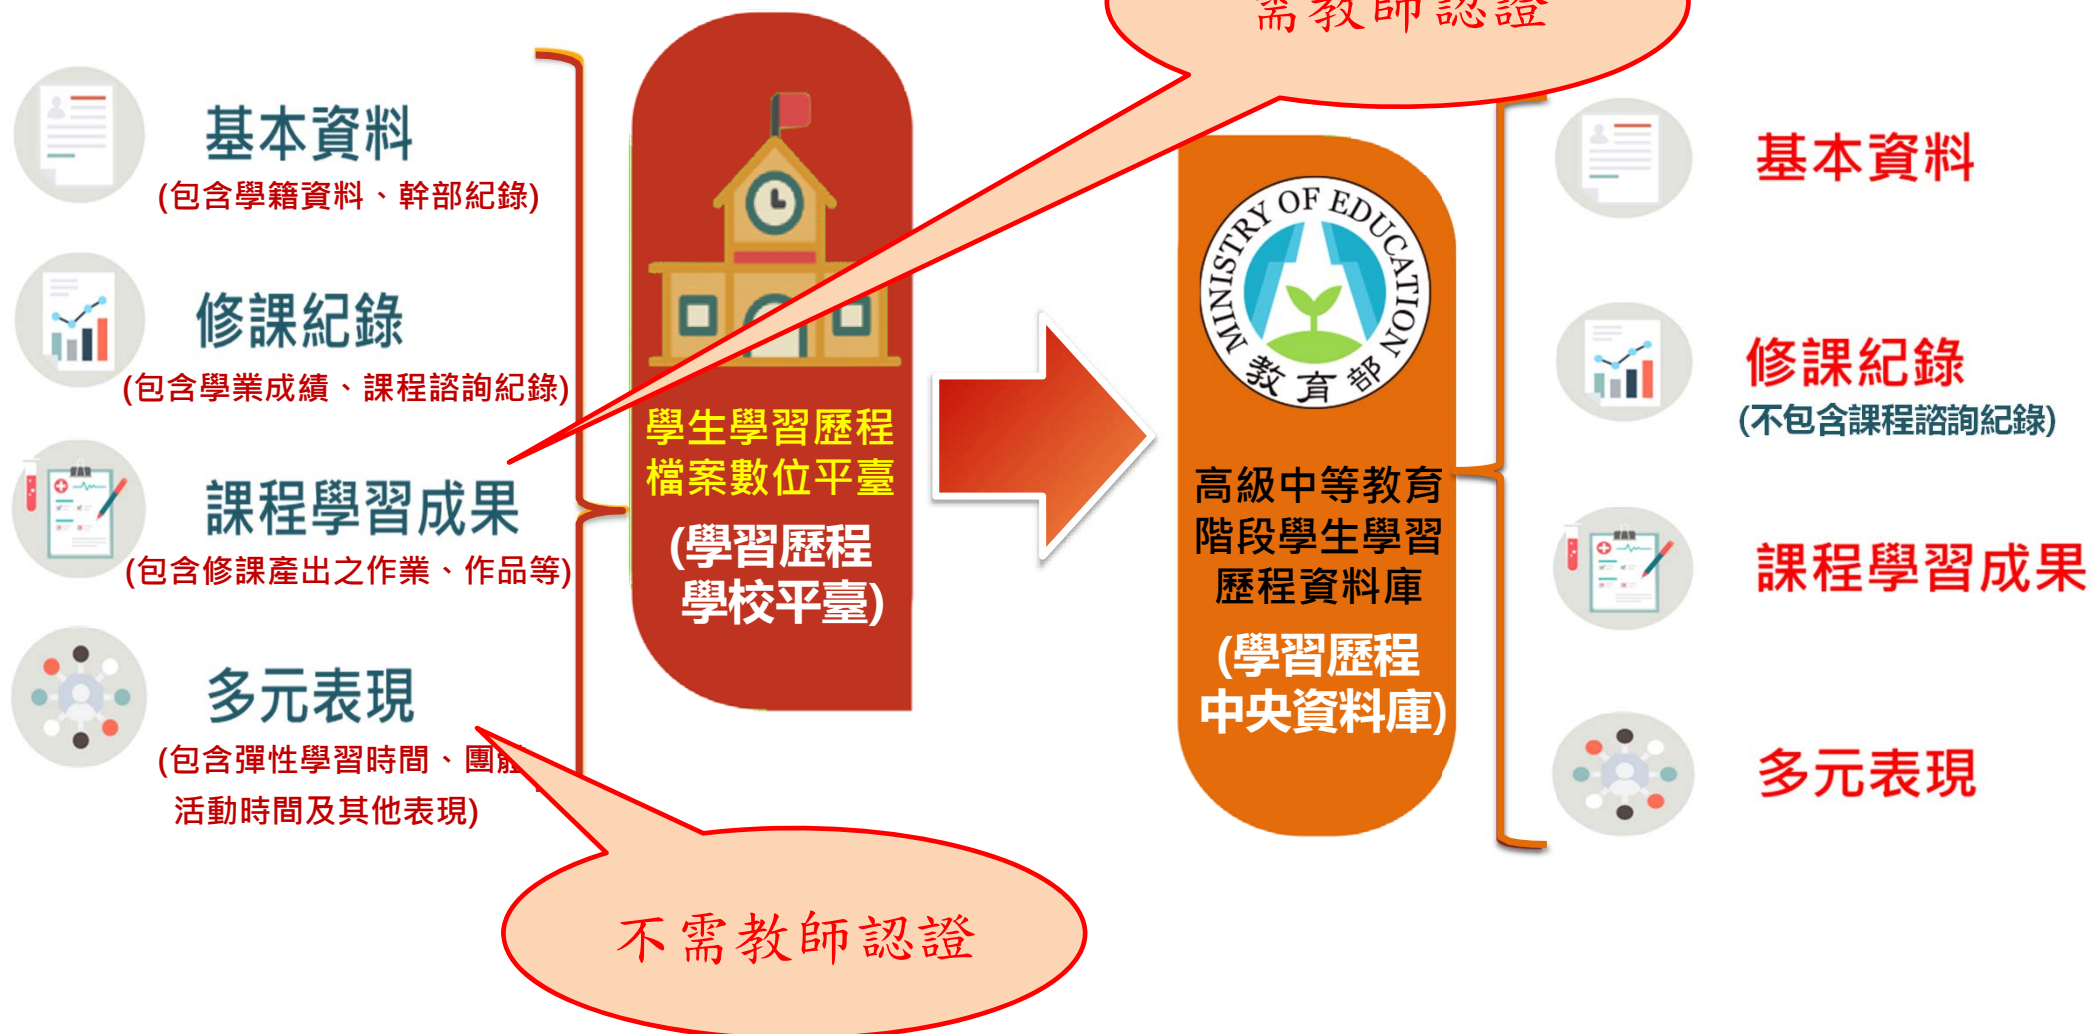 需教師認證
基本資料
(包含學籍資料、幹部紀錄)
修課紀錄
(包含學業成績、課程諮詢紀錄)
課程學習成果
(包含修課產出之作業、作品等)
多元表現
(包含彈性學習時間、團體
活動時間及其他表現)
不需教師認證
學生學習歷程
檔案數位平臺
(學習歷程
學校平臺)
MINISTRY OF EDUCATION
教育部
高級中等教育
階段學生學習
歷程資料庫
(學習歷程
中央資料庫)
基本資料
修課紀錄
(不包含課程諮詢紀錄)
課程學習成果
多元表現